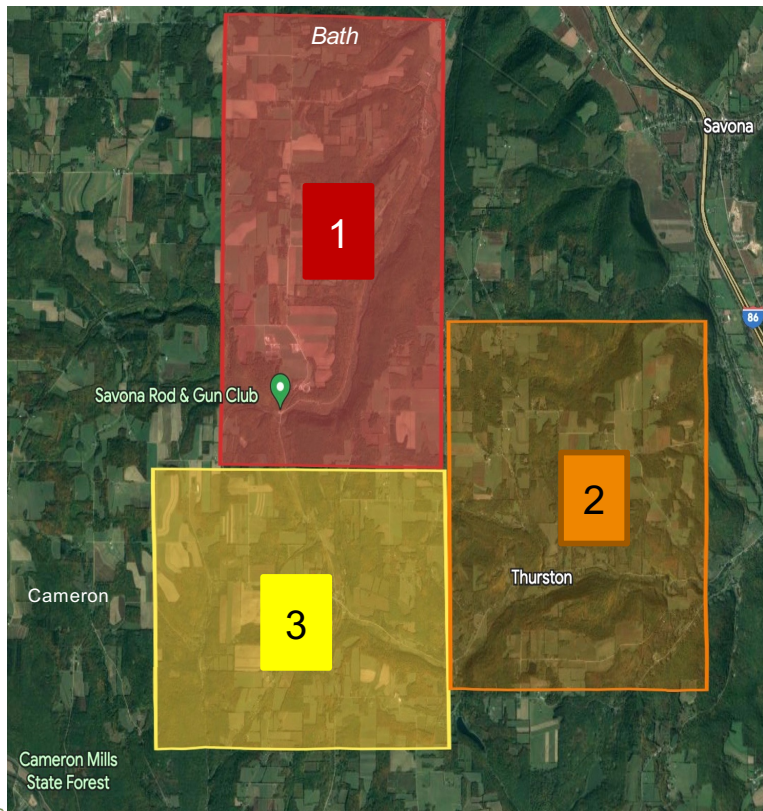 Bath
Savona
1
86
Savona Rod & Gun Club
2
Thurston
Cameron
3
Cameron Mills
State Forest